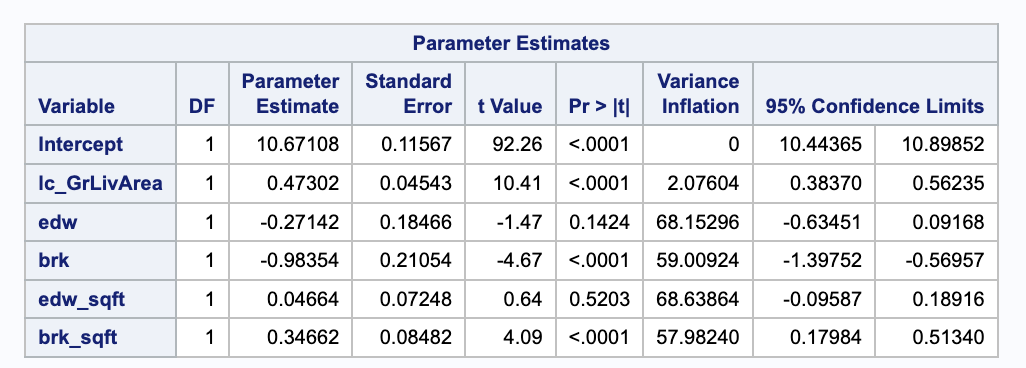 Parameter Estimates
Variable DF Parameter Estimate Standard Error t Value Pr > |t| Variance Inflation 95% Confidence Limits
Intercept 1 10.67108 0.11567 92.26 <.0001 0 10.44365 10.89852
lc_GrLivArea 1 0.47302 0.04543 10.41 <.0001 2.07604 0.38370 0.56235
edw 1 -0.27142 0.18466 -1.47 0.1424 68.15296 -0.63451 0.09168
brk 1 -0.98354 0.21054 -4.67 <.0001 59.00924 -1.39752 -0.56957
edw_sqft 1 0.04664 0.07248 0.64 0.5203 68.63864 -0.09587 0.18916
brk_sqft 1 0.34662 0.08482 4.09 <.0001 57.98240 0.17984 0.51340